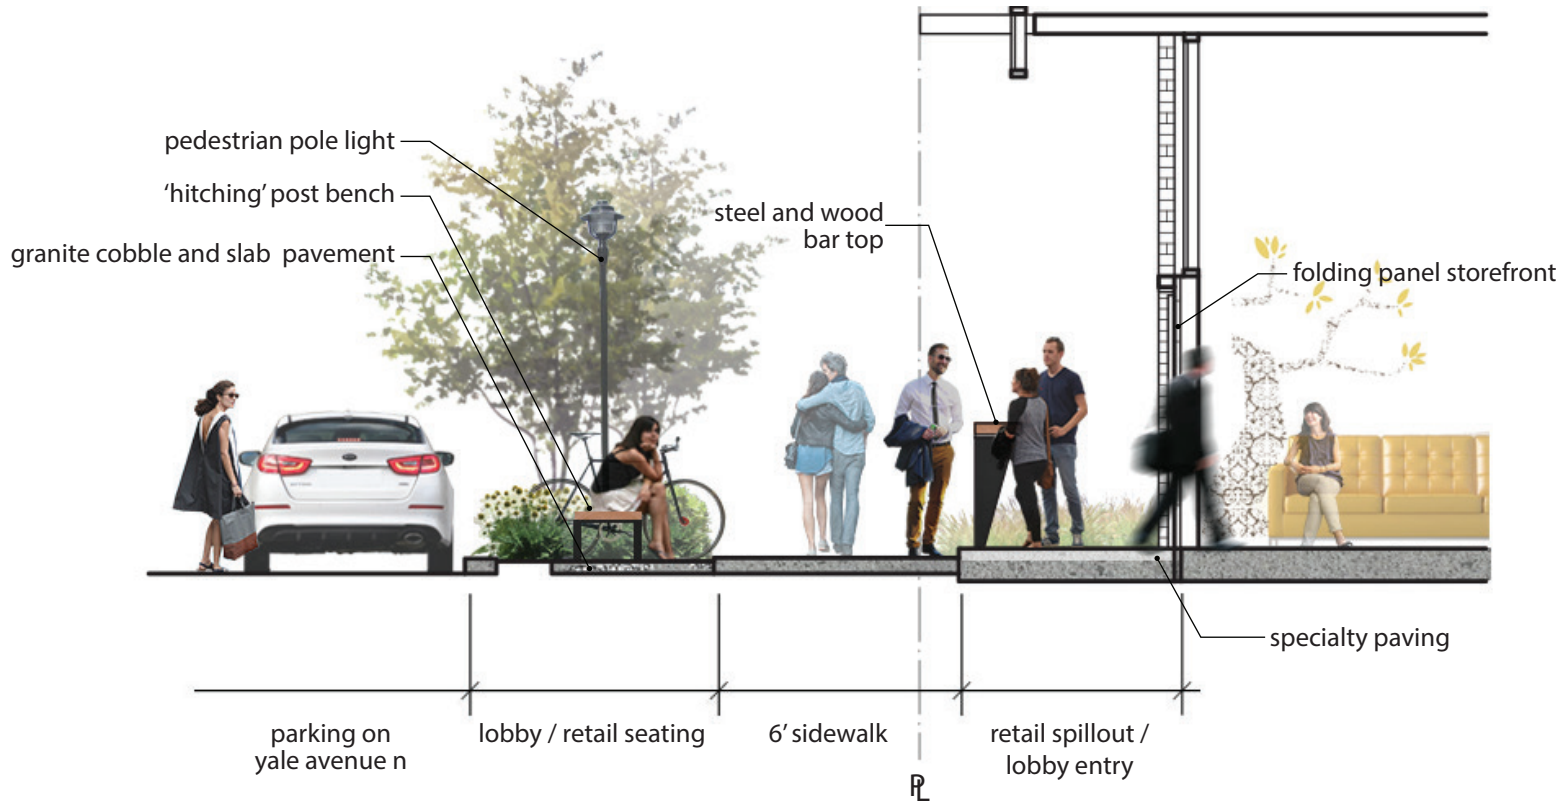 pedestrian pole light
‘hitching’ post bench
granite cobble and slab pavement
steel and wood
bar top
folding panel storefront
specialty paving
parking on
yale avenue n
lobby / retail seating
6’ sidewalk
retail spillout /
lobby entry
PL